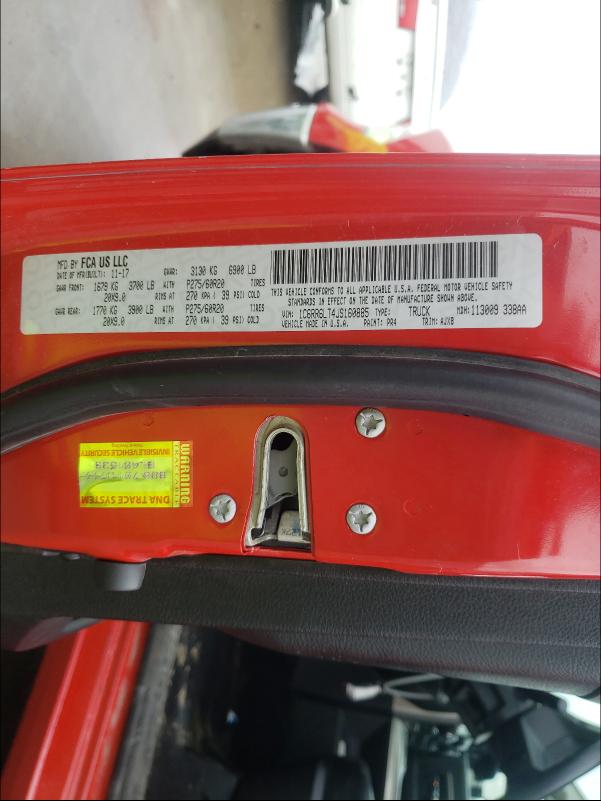 MFD BY FCA US LLC
DATE OF MFR(BUILT): 11-17 GVWR: 3130 KG 6900 LB
GAWR FRONT: 1679 KG 3700 LB WITH P275/60R20 TIRES
20X9.0 RIMS AT 270 KPA ( 39 PSI) COLD
GAWR REAR: 1770 KG 3900 LB WITH P275/60R20 TIRES
20X9.0 RIMS AT 270 KPA ( 39 PSI) COLD
THIS VEHICLE CONFORMS TO ALL APPLICABLE U.S.A. FEDERAL MOTOR VEHICLE SAFETY
STANDARDS IN EFFECT ON THE DATE OF MANUFACTURE SHOWN ABOVE.
VIN: 1C6RR6LT4JS160885 TYPE: TRUCK MDH: 113009 338AA
VEHICLE MADE IN U.S.A. PAINT: PR4 TRIM: AJX8
WARNING
DNA TRACE SYSTEM
INVISIBLE VEHICLE SECURITY